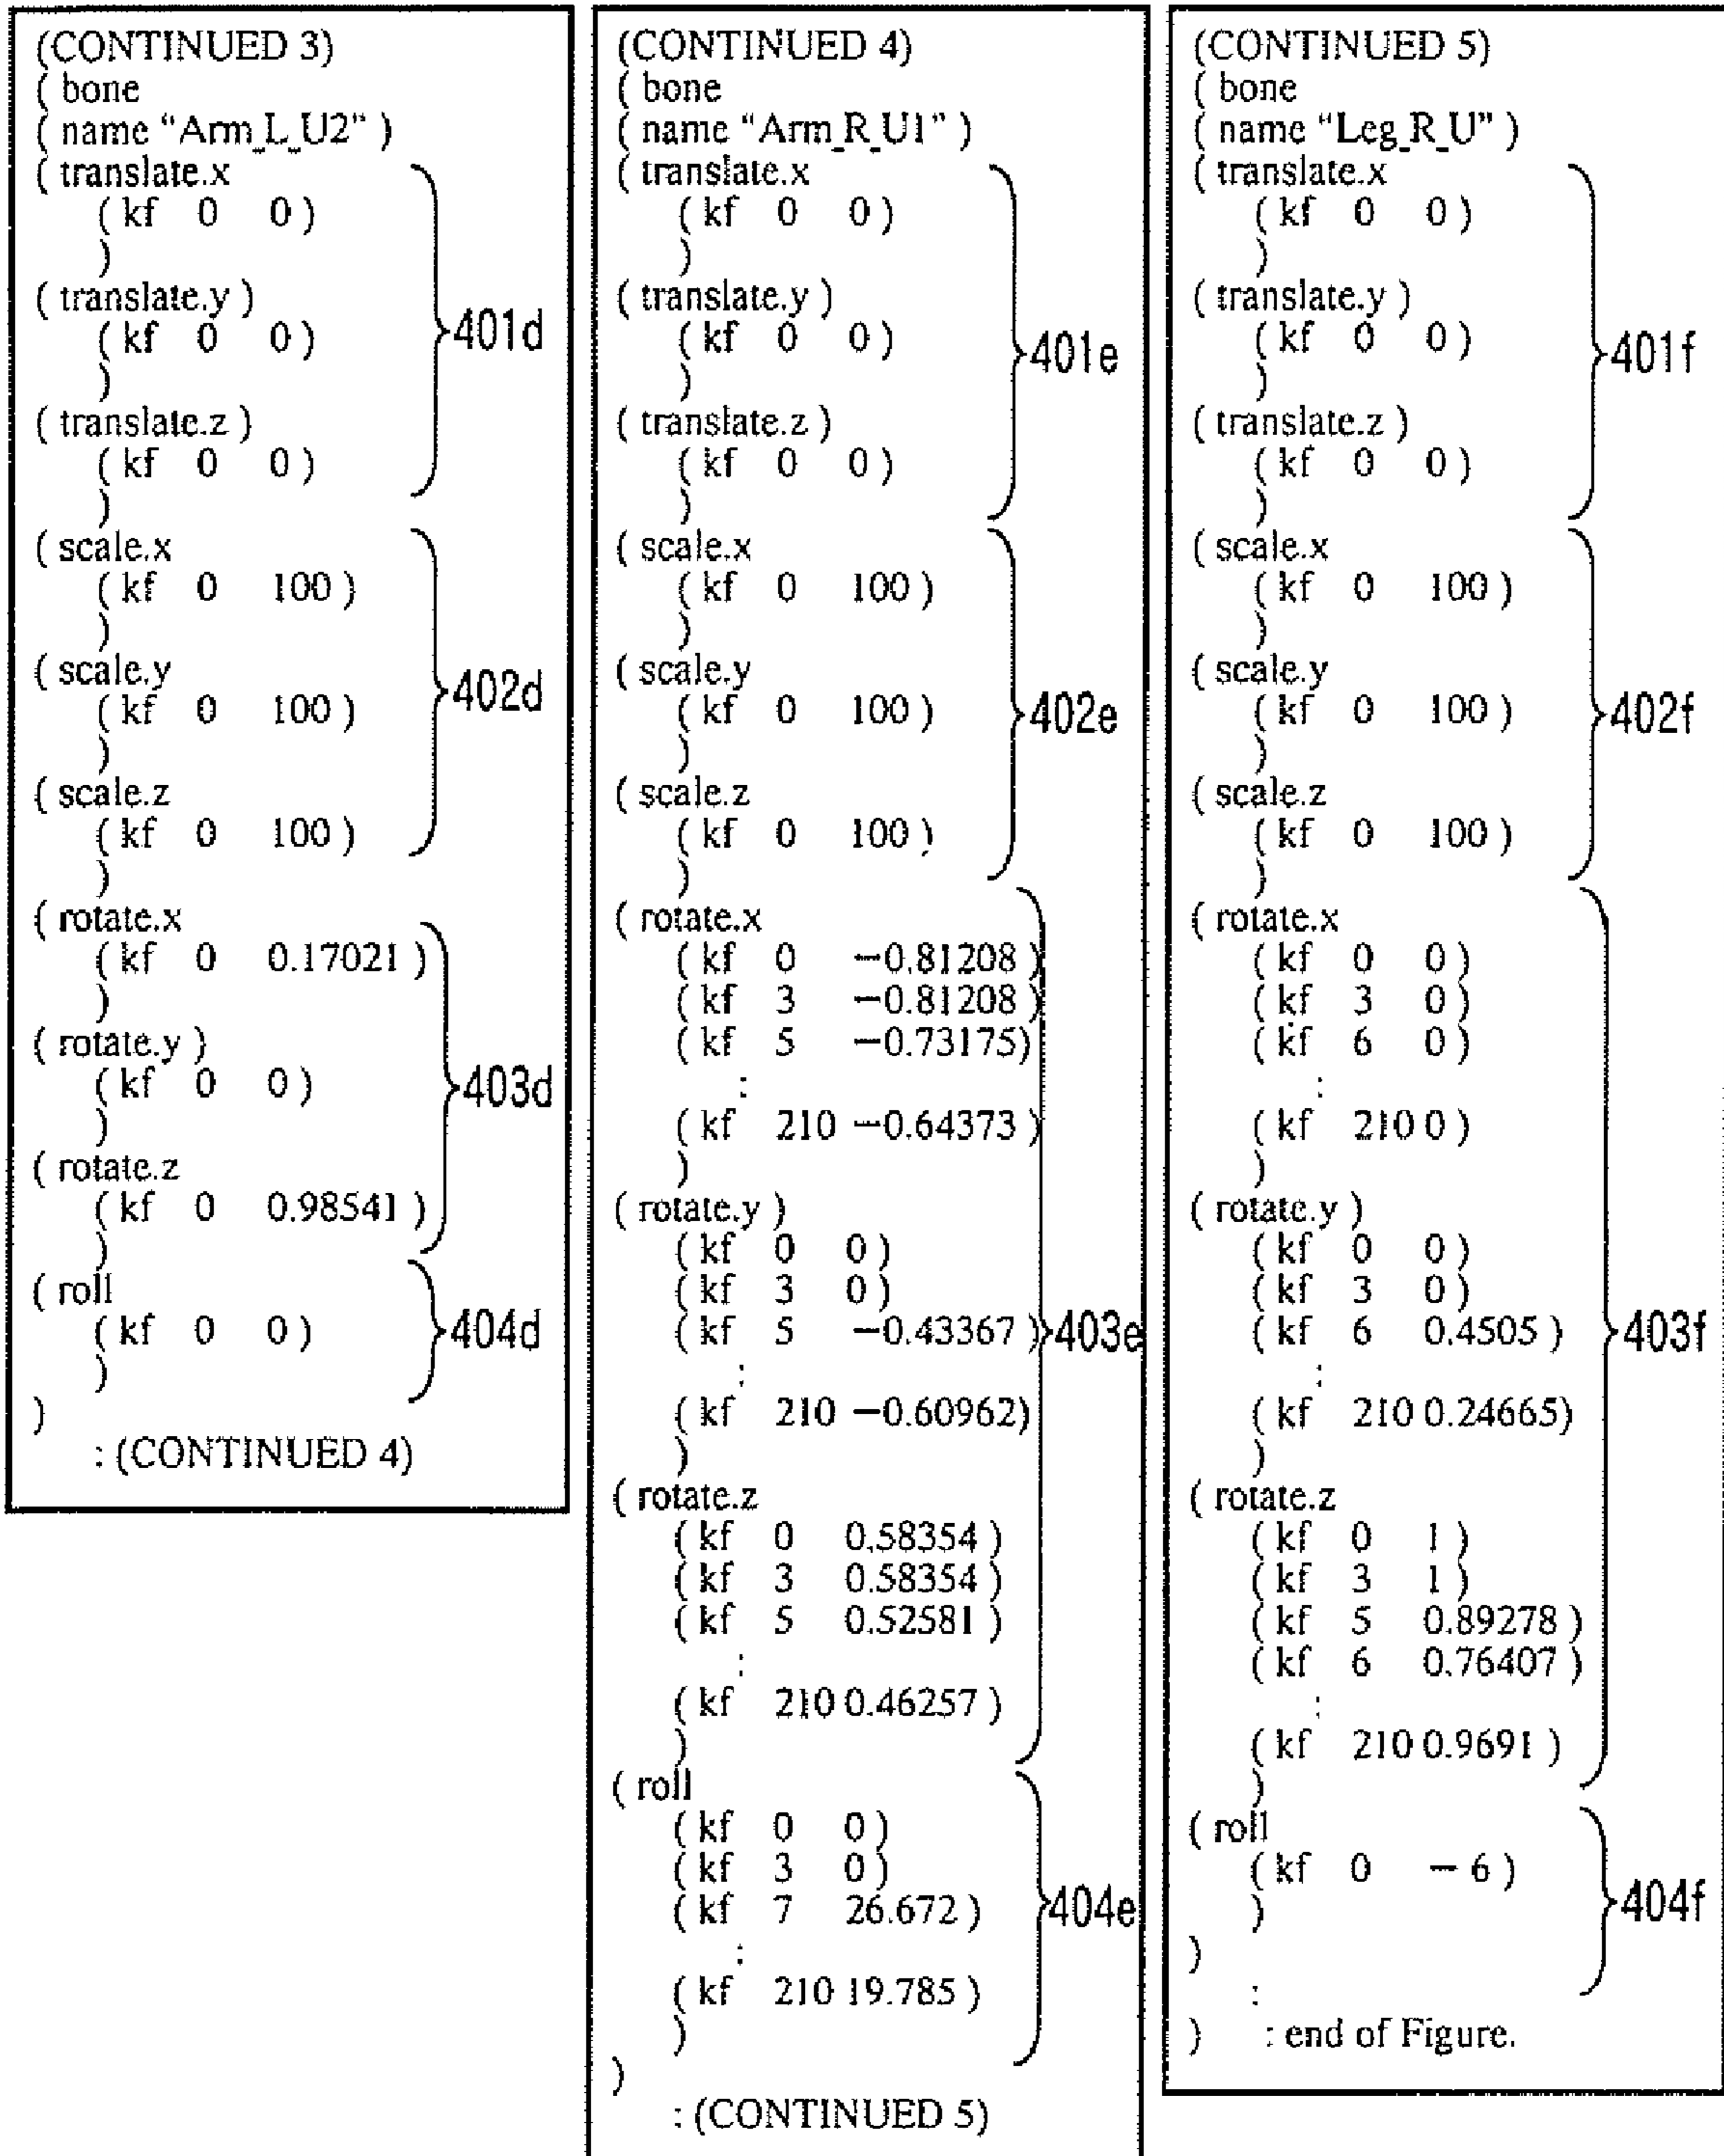 (CONTINUED 3)
( bone
( name “Arm_L_U2” )
( translate.x
( kf 0 0 )
)
( translate.y )
( kf 0 0 )
)
( translate.z )
( kf 0 0 )
)
401d
( scale.x
( kf 0 100 )
)
( scale.y
( kf 0 100 )
)
( scale.z
( kf 0 100 )
)
402d
( rotate.x
( kf 0 0.17021 )
)
( rotate.y )
( kf 0 0 )
)
( rotate.z
( kf 0 0.98541 )
)
403d
( roll
( kf 0 0 )
)
404d
)
: (CONTINUED 4)
(CONTINUED 4)
( bone
( name “Arm_R_U1” )
( translate.x
( kf 0 0 )
)
( translate.y )
( kf 0 0 )
)
( translate.z )
( kf 0 0 )
)
401e
( scale.x
( kf 0 100 )
)
( scale.y
( kf 0 100 )
)
( scale.z
( kf 0 100 )
)
402e
( rotate.x
( kf 0 −0.81208 )
( kf 3 −0.81208 )
( kf 5 −0.73175)
:
( kf 210 −0.64373 )
)
( rotate.y )
( kf 0 0 )
( kf 3 0 )
( kf 5 −0.43367 )
:
( kf 210 −0.60962)
)
( rotate.z
( kf 0 0.58354 )
( kf 3 0.58354 )
( kf 5 0.52581 )
:
( kf 210 0.46257 )
)
403e
( roll
( kf 0 0 )
( kf 3 0 )
( kf 7 26.672 )
:
( kf 210 19.785 )
)
404e
)
: (CONTINUED 5)
(CONTINUED 5)
( bone
( name “Leg_R_U” )
( translate.x
( kf 0 0 )
)
( translate.y )
( kf 0 0 )
)
( translate.z )
( kf 0 0 )
)
401f
( scale.x
( kf 0 100 )
)
( scale.y
( kf 0 100 )
)
( scale.z
( kf 0 100 )
)
402f
( rotate.x
( kf 0 0 )
( kf 3 0 )
( kf 6 0 )
:
( kf 210 0 )
)
( rotate.y )
( kf 0 0 )
( kf 3 0 )
( kf 6 0.4505 )
:
( kf 210 0.24665)
)
( rotate.z
( kf 0 1 )
( kf 3 1 )
( kf 5 0.89278 )
( kf 6 0.76407 )
:
( kf 210 0.9691 )
)
403f
( roll
( kf 0 − 6 )
)
404f
)
:
) : end of Figure.